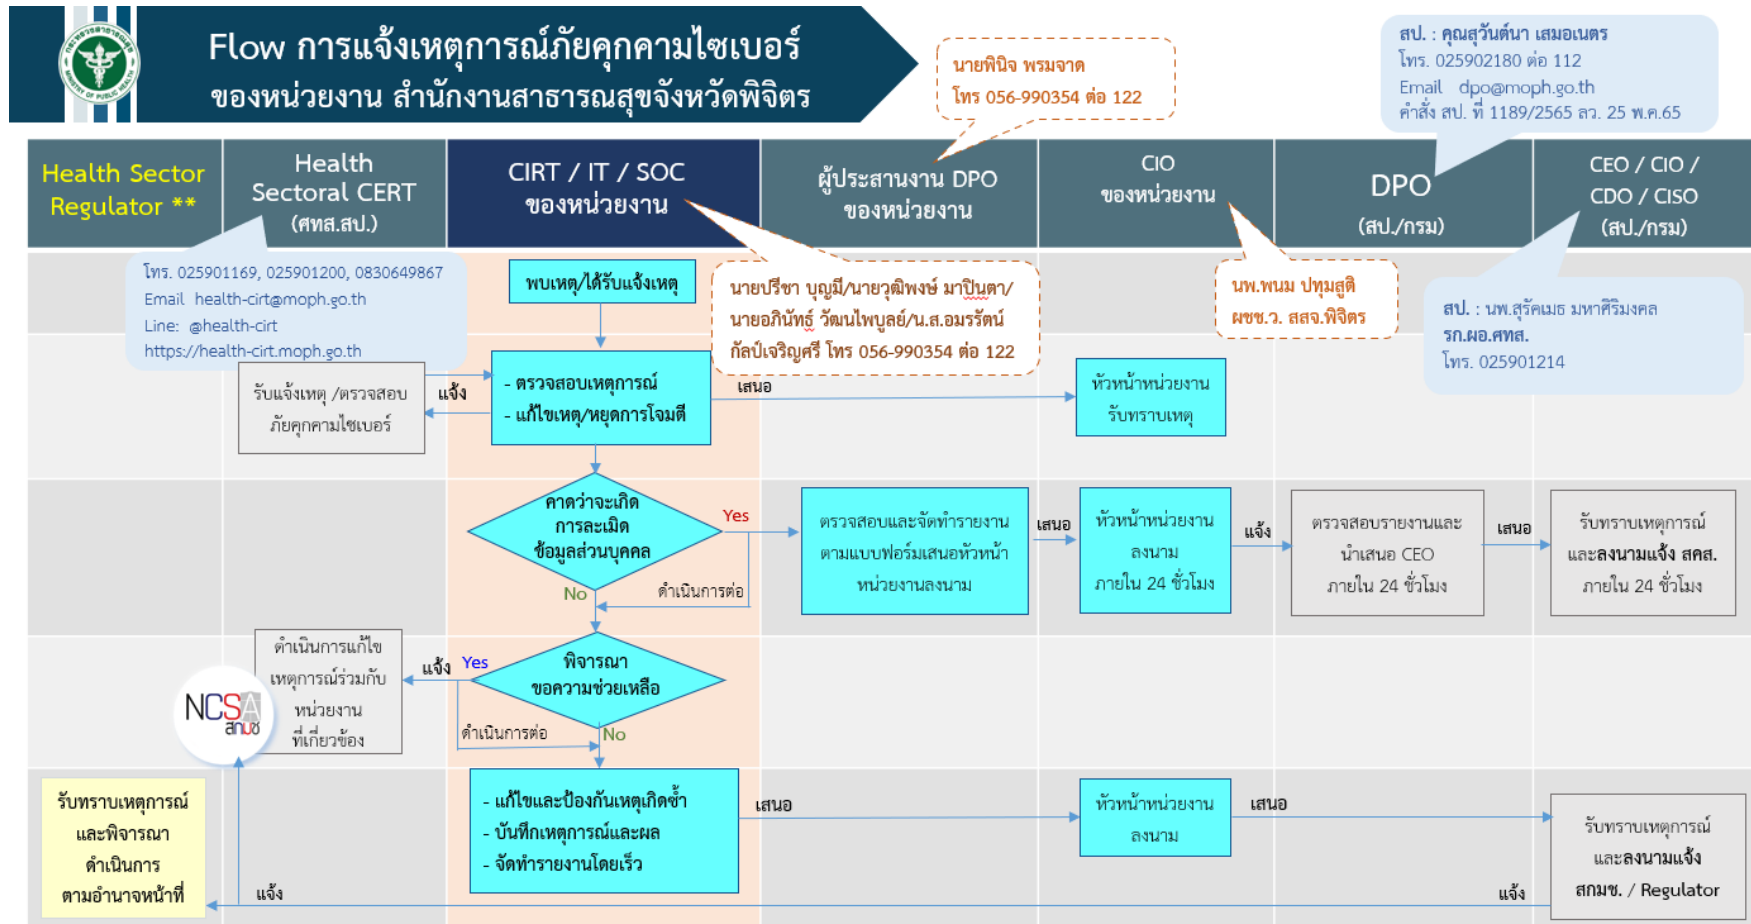 Flow การแจ้งเหตุการณ์ภัยคุกคามไซเบอร์
ของหน่วยงาน สำนักงานสาธารณสุขจังหวัดพิจิตร
กระทรวงสาธารณสุข
MINISTRY OF PUBLIC HEALTH
นายพินิจ พรมจาด
โทร 056-990354 ต่อ 122
สป. : คุณสุวันต์นา เสมอเนตร
โทร. 025902180 ต่อ 112
Email dpo@moph.go.th
คำสั่ง สป. ที่ 1189/2565 ลว. 25 พ.ค.65
Health Sector
Regulator **
Health
Sectoral CERT
(ศทส.สป.)
CIRT / IT / SOC
ของหน่วยงาน
ผู้ประสานงาน DPO
ของหน่วยงาน
CIO
ของหน่วยงาน
DPO
(สป./กรม)
CEO / CIO /
CDO / CISO
(สป./กรม)
โทร. 025901169, 025901200, 0830649867
Email health-cirt@moph.go.th
Line: @health-cirt
https://health-cirt.moph.go.th
พบเหตุ/ได้รับแจ้งเหตุ
นายปรีชา บุญมี/นายวุฒิพงษ์ มาปินตา/
นายอภินัทธุ์ วัฒนไพบูลย์/น.ส.อมรรัตน์
กัลป์เจริญศรี โทร 056-990354 ต่อ 122
นพ.พนม ปทุมสูติ
ผชช.ว. สสจ.พิจิตร
สป. : นพ.สุรัคเมธ มหาศิริมงคล
รก.ผอ.ศทส.
โทร. 025901214
รับแจ้งเหตุ /ตรวจสอบ
ภัยคุกคามไซเบอร์
แจ้ง
- ตรวจสอบเหตุการณ์
- แก้ไขเหตุ/หยุดการโจมตี
เสนอ
หัวหน้าหน่วยงาน
รับทราบเหตุ
คาดว่าจะเกิด
การละเมิด
ข้อมูลส่วนบุคคล
Yes
No
ดำเนินการต่อ
ตรวจสอบและจัดทำรายงาน
ตามแบบฟอร์มเสนอหัวหน้า
หน่วยงานลงนาม
เสนอ
หัวหน้าหน่วยงาน
ลงนาม
ภายใน 24 ชั่วโมง
แจ้ง
ตรวจสอบรายงานและ
นำเสนอ CEO
ภายใน 24 ชั่วโมง
เสนอ
รับทราบเหตุการณ์
และลงนามแจ้ง สคส.
ภายใน 24 ชั่วโมง
ดำเนินการแก้ไข
เหตุการณ์ร่วมกับ
หน่วยงาน
ที่เกี่ยวข้อง
NCSA
สกมช
แจ้ง
Yes
พิจารณา
ขอความช่วยเหลือ
ดำเนินการต่อ
No
รับทราบเหตุการณ์
และพิจารณา
ดำเนินการ
ตามอำนาจหน้าที่
- แก้ไขและป้องกันเหตุเกิดซ้ำ
- บันทึกเหตุการณ์และผล
- จัดทำรายงานโดยเร็ว
เสนอ
หัวหน้าหน่วยงาน
ลงนาม
เสนอ
รับทราบเหตุการณ์
และลงนามแจ้ง
สกมช. / Regulator
แจ้ง
แจ้ง